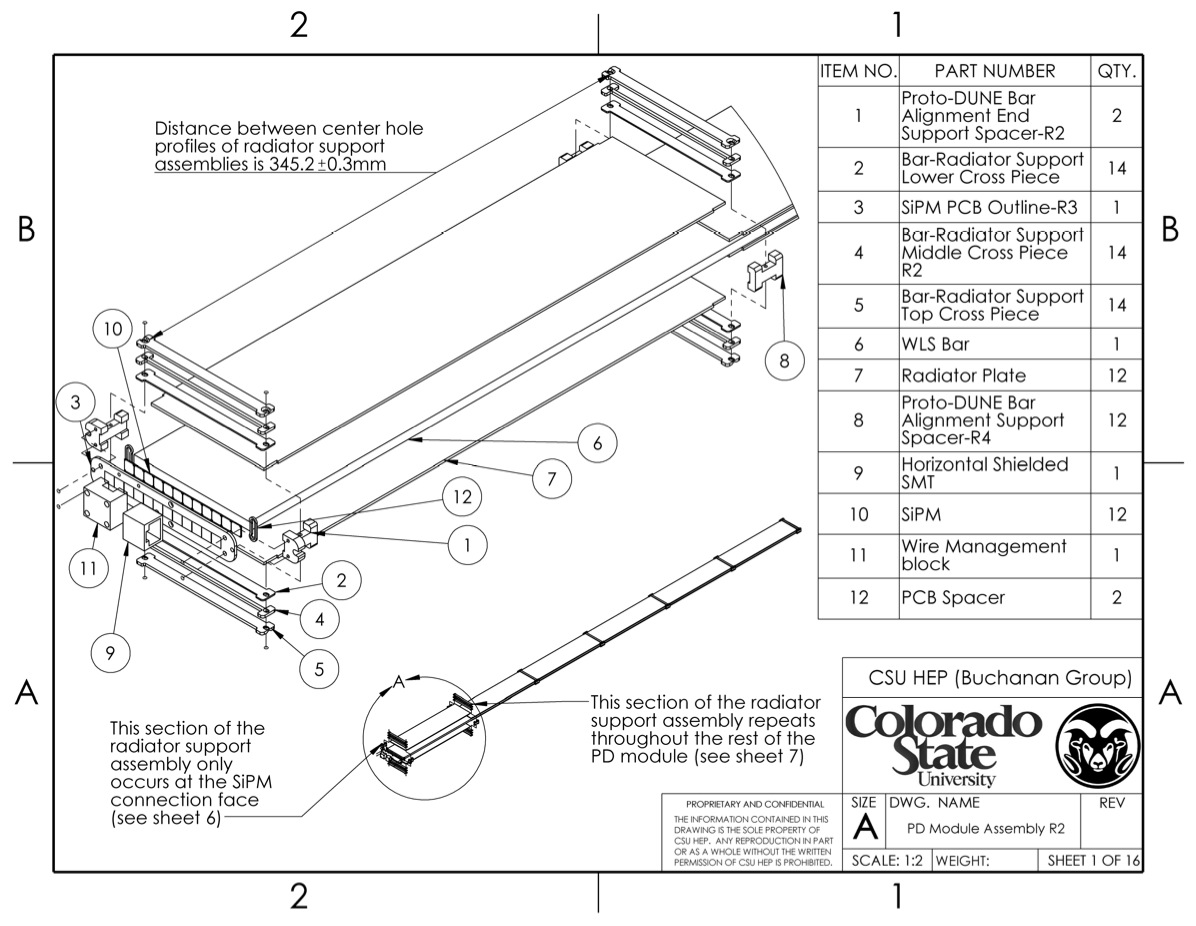 2
1
Distance between center hole
profiles of radiator support
assemblies is 345.2±0.3mm
ITEM NO. PART NUMBER QTY.
1 Proto-DUNE Bar
Alignment End
Support Spacer-R2 2
2 Bar-Radiator Support
Lower Cross Piece 14
3 SiPM PCB Outline-R3 1
4 Bar-Radiator Support
Middle Cross Piece
R2 14
5 Bar-Radiator Support
Top Cross Piece 14
6 WLS Bar 1
7 Radiator Plate 12
8 Proto-DUNE Bar
Alignment Support
Spacer-R4 12
9 Horizontal Shielded
SMT 1
10 SiPM 12
11 Wire Management
block 1
12 PCB Spacer 2
B
B
10
3
8
6
7
12
1
11
2
4
9
5
A
A
A
This section of the radiator
support assembly repeats
throughout the rest of the
PD module (see sheet 7)
This section of the
radiator support
assembly only
occurs at the SiPM
connection face
(see sheet 6)
CSU HEP (Buchanan Group)
Colorado
State
University
PROPRIETARY AND CONFIDENTIAL
THE INFORMATION CONTAINED IN THIS
DRAWING IS THE SOLE PROPERTY OF
CSU HEP. ANY REPRODUCTION IN PART
OR AS A WHOLE WITHOUT THE WRITTEN
PERMISSION OF CSU HEP IS PROHIBITED.
SIZE DWG. NAME REV
A PD Module Assembly R2
SCALE: 1:2 WEIGHT: SHEET 1 OF 16
2
1